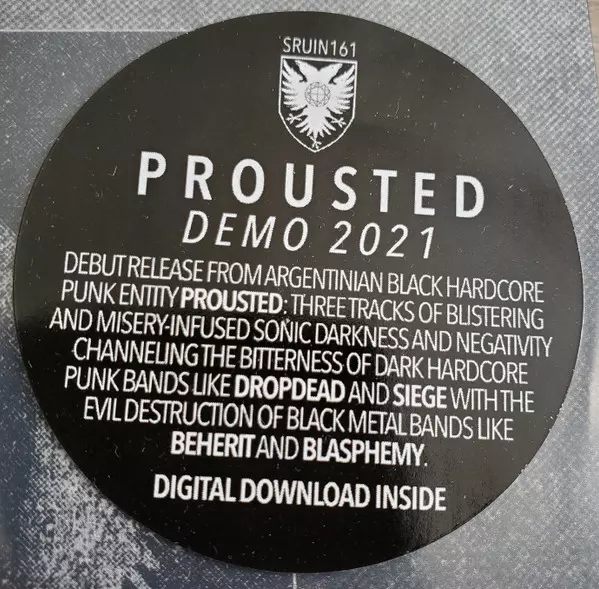 SRUIN161
PROUSTED
DEMO 2021
DEBUT RELEASE FROM ARGENTINIAN BLACK HARDCORE
PUNK ENTITY PROUSTED: THREE TRACKS OF BLISTERING
AND MISERY-INFUSED SONIC DARKNESS AND NEGATIVITY
CHANNELING THE BITTERNESS OF DARK HARDCORE
PUNK BANDS LIKE DROPDEAD AND SIEGE WITH THE
EVIL DESTRUCTION OF BLACK METAL BANDS LIKE
BEHERIT AND BLASPHEMY.
DIGITAL DOWNLOAD INSIDE